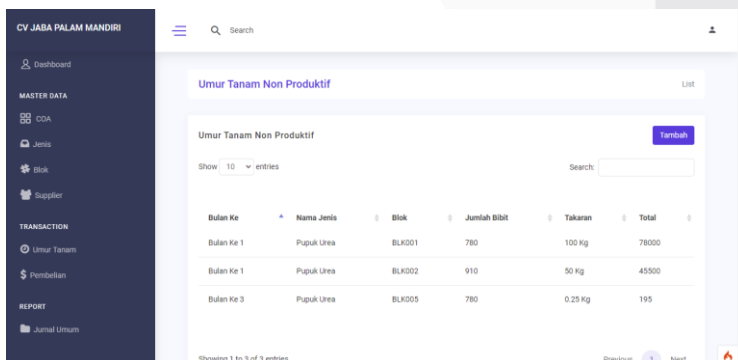 CV JABA PALAM MANDIRI
Search
Dashboard
MASTER DATA
COA
Jenis
Blok
Supplier
TRANSACTION
Umur Tanam
Pembelian
REPORT
Jurnal Umum
Umur Tanam Non Produktif
List
Umur Tanam Non Produktif
Tambah
Show 10 entries
Search:
Bulan Ke Nama Jenis Blok Jumlah Bibit Takaran Total
Bulan Ke 1 Pupuk Urea BLK001 780 100 Kg 78000
Bulan Ke 1 Pupuk Urea BLK002 910 50 Kg 45500
Bulan Ke 3 Pupuk Urea BLK005 780 0.25 Kg 195
Showing 1 to 3 of 3 entries
Previous 1 Next